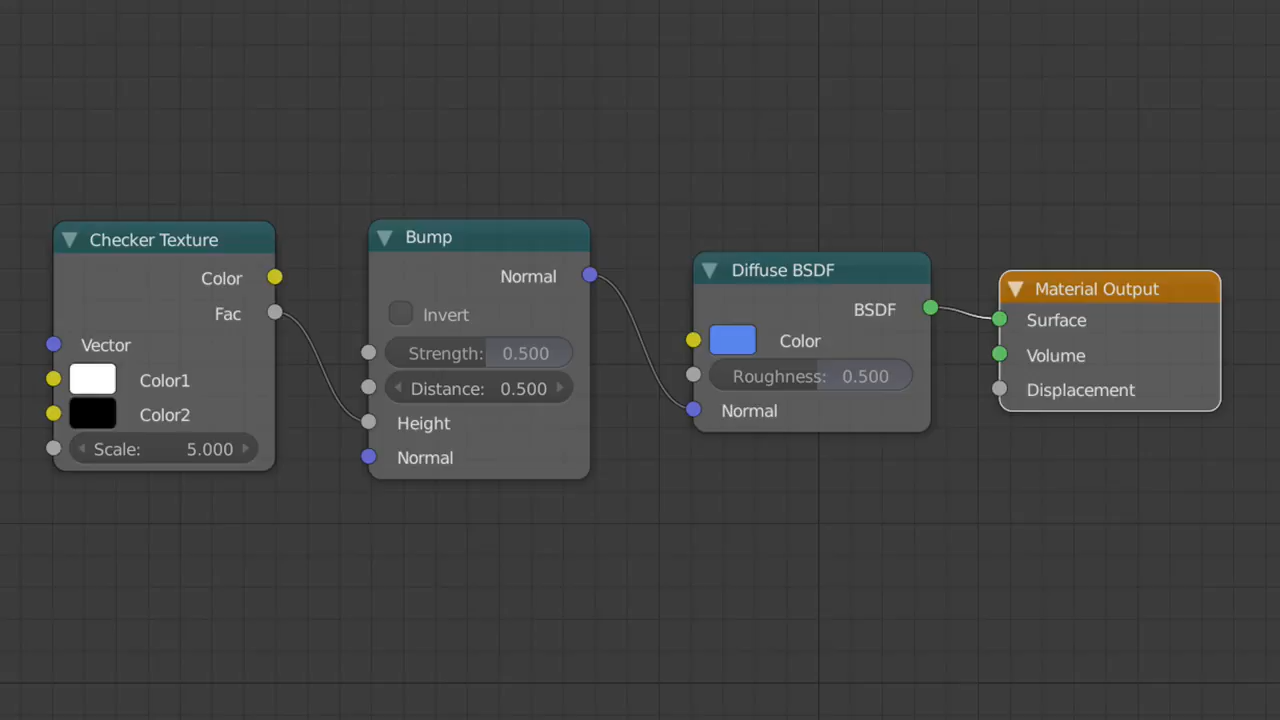 Checker Texture
Color
Fac
Vector
Color1
Color2
Scale: 5.000
Bump
Normal
Invert
Strength: 0.500
Distance: 0.500
Height
Normal
Diffuse BSDF
BSDF
Color
Roughness: 0.500
Normal
Material Output
Surface
Volume
Displacement